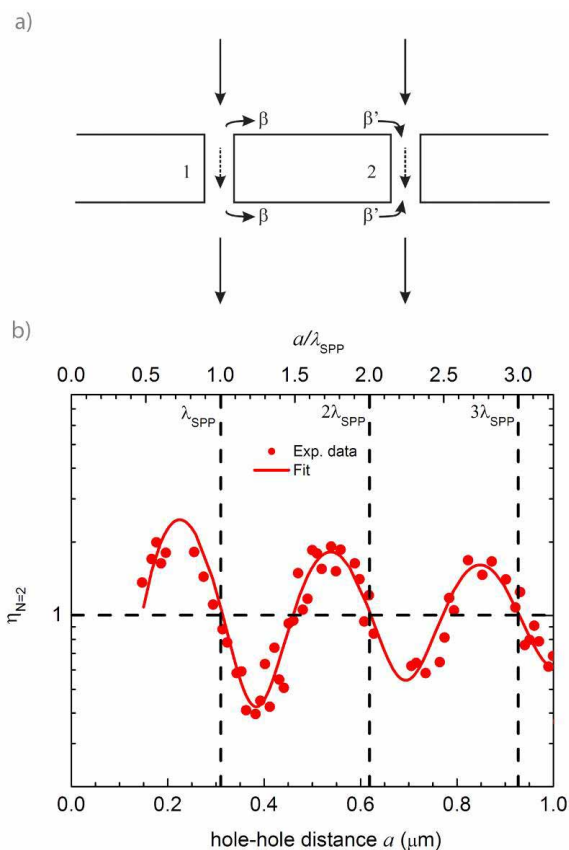 a)
β β'
1 2
β β'
b)
a/λSPP
0.0 0.5 1.0 1.5 2.0 2.5 3.0
λSPP 2λSPP 3λSPP
Exp. data
Fit
ηN=2
1
0.0 0.2 0.4 0.6 0.8 1.0
hole-hole distance a (μm)